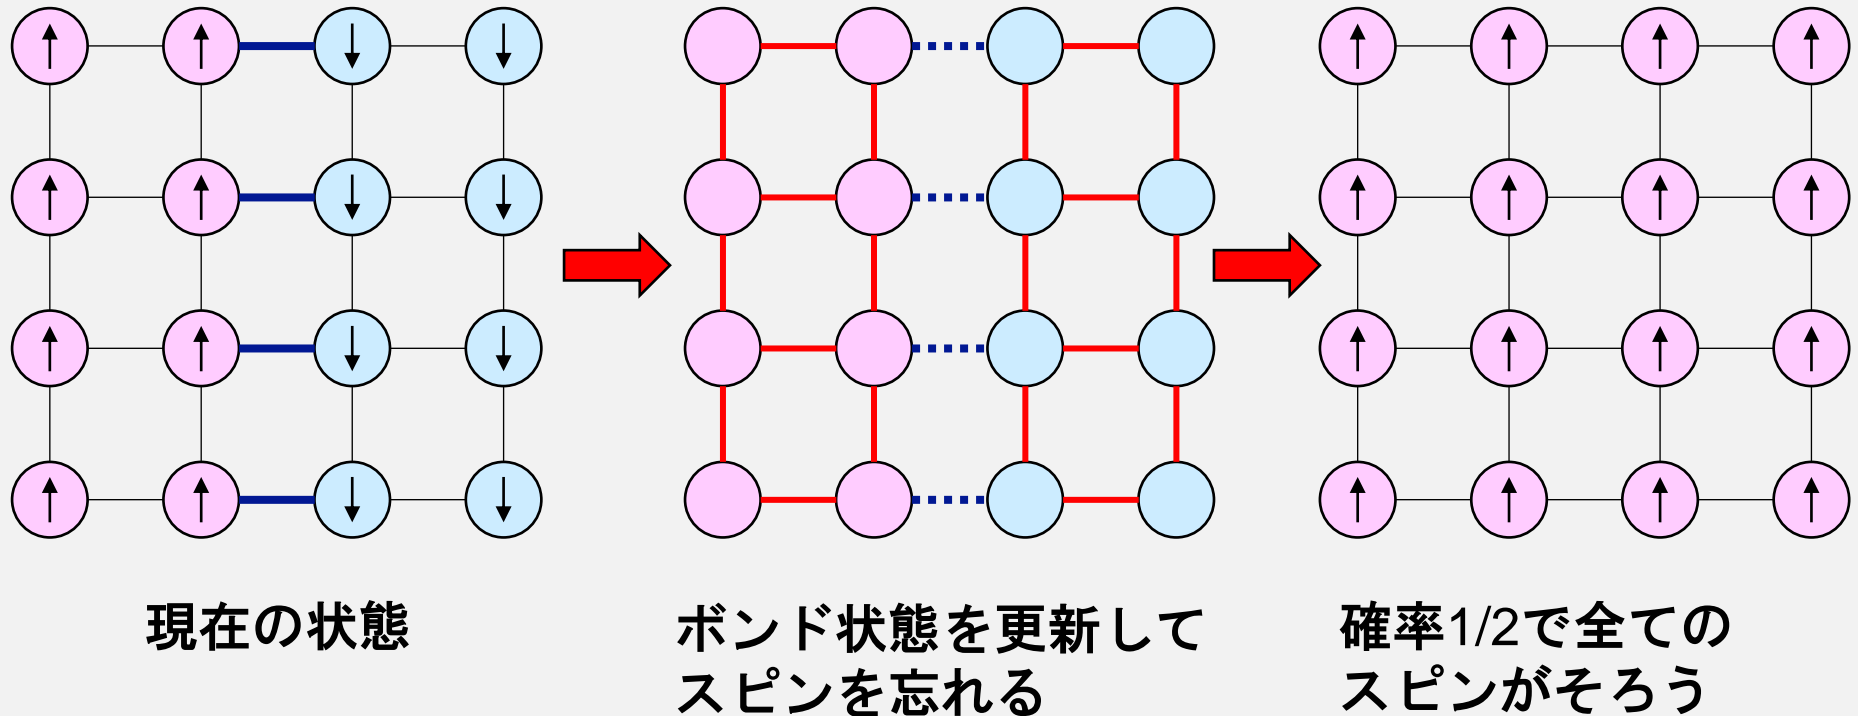 現在の状態
ボンド状態を更新して
スピンを忘れる
確率1/2で全ての
スピンがそろう